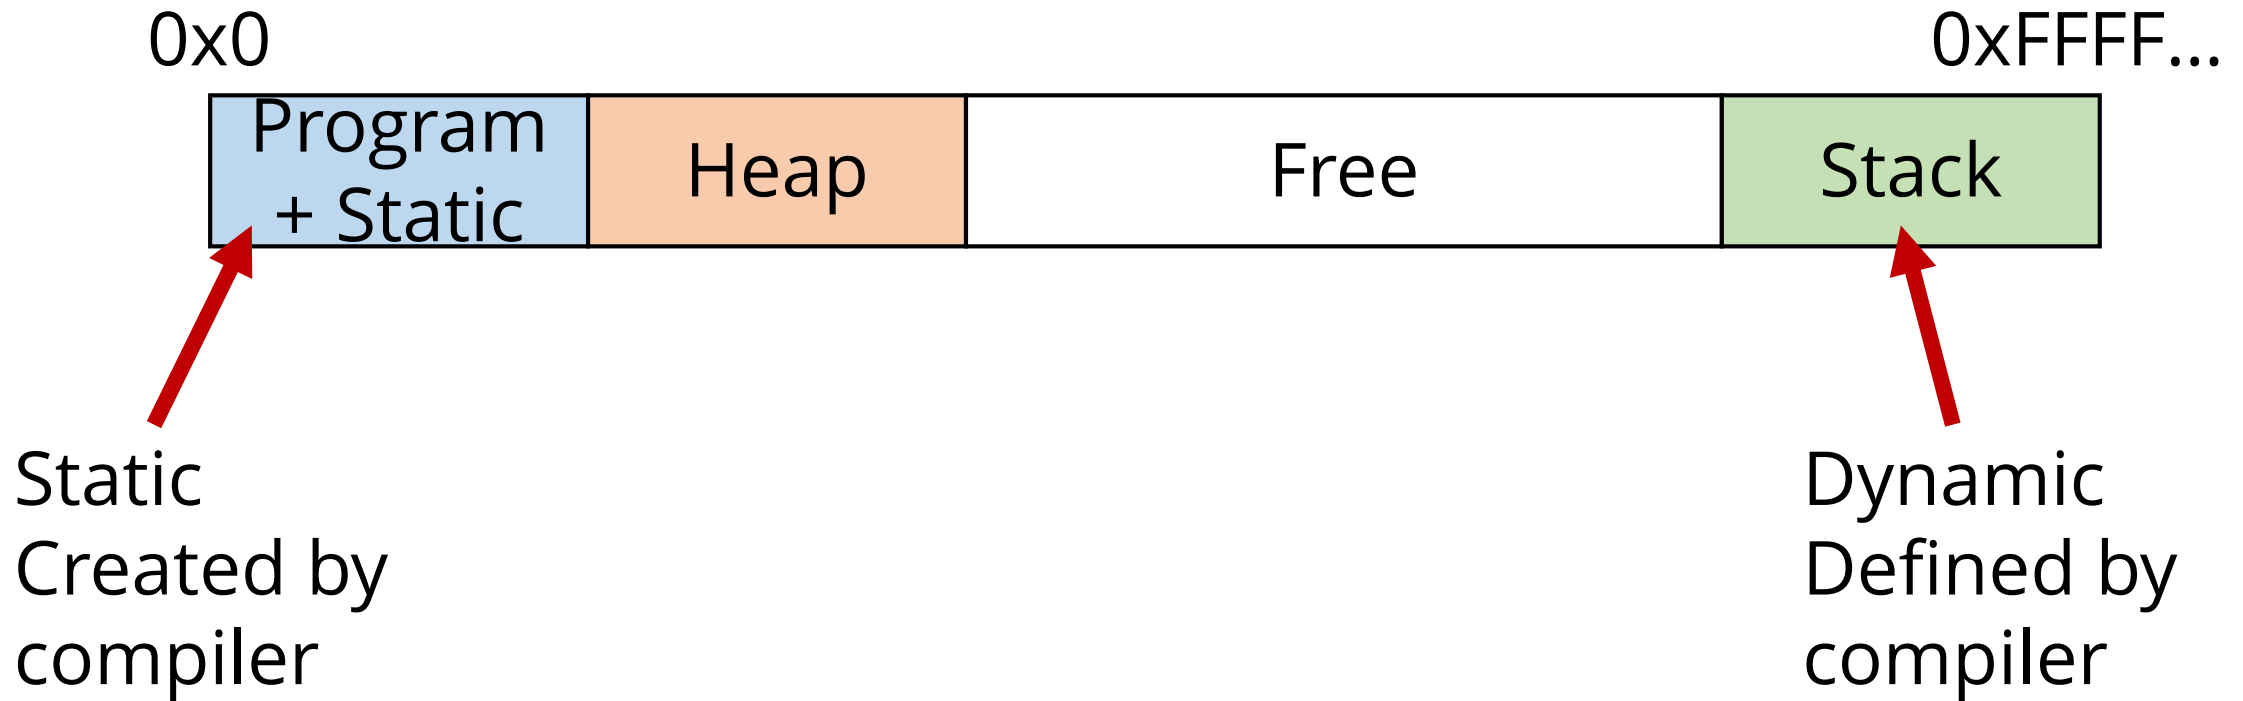 0x0
0xFFFF...
Program
+ Static
Heap
Free
Stack
Static
Created by
compiler
Dynamic
Defined by
compiler